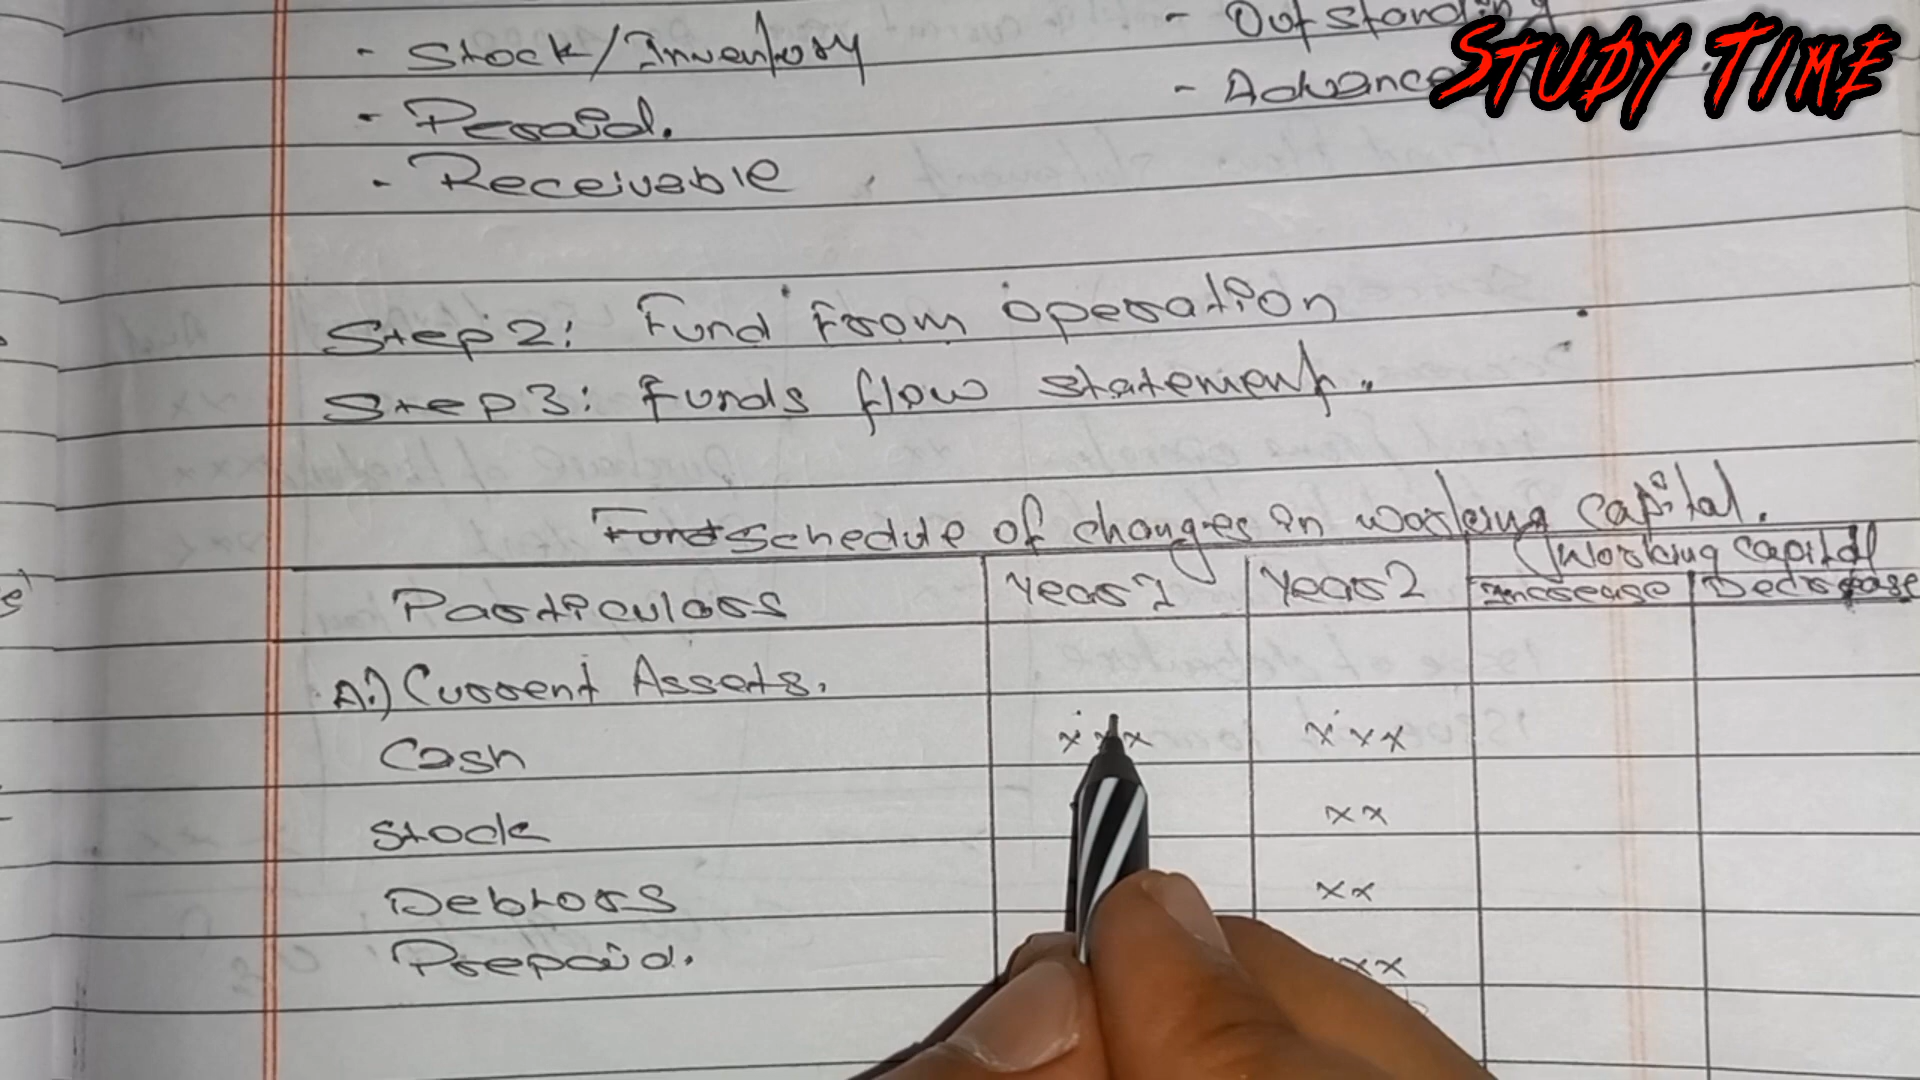 - Outstanding
STUDY TIME
- Stock/Inventory
- Advance
- Peraid.
- Receivable
Step 2: Fund from operation
Step 3: Funds flow statement.
Fund Schedule of changes in working capital.
Particulars Year 1 Year 2 Working capital
Increase Decrease
A.) Current Assets.
Cash xxx xxx
Stock xx
Debtors xx
Prepaid. xxx